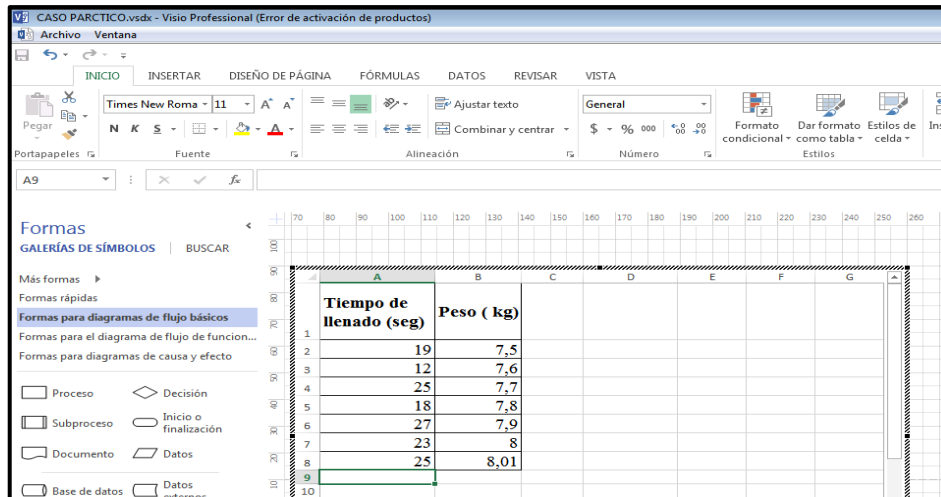 CASO PARCTICO.vsdx - Visio Professional (Error de activación de productos)
Archivo Ventana
INICIO INSERTAR DISEÑO DE PÁGINA FÓRMULAS DATOS REVISAR VISTA
Pegar
Times New Roma 11 A A
N K S A
Ajustar texto
Combinar y centrar
General
$ % 000
Formato condicional
Dar formato como tabla
Estilos de celda
Portapapeles Fuente Alineación Número Estilos
A9 fx
70 80 90 100 110 120 130 140 150 160 170 180 190 200 210 220 230 240 250 260
Formas
GALERÍAS DE SÍMBOLOS | BUSCAR
Más formas
Formas rápidas
Formas para diagramas de flujo básicos
Formas para el diagrama de flujo de funcion...
Formas para diagramas de causa y efecto
Proceso Decisión
Subproceso Inicio o finalización
Documento Datos
Base de datos Datos externos
A B C D E F G
1 Tiempo de llenado (seg) Peso ( kg)
2 19 7,5
3 12 7,6
4 25 7,7
5 18 7,8
6 27 7,9
7 23 8
8 25 8,01
9
10